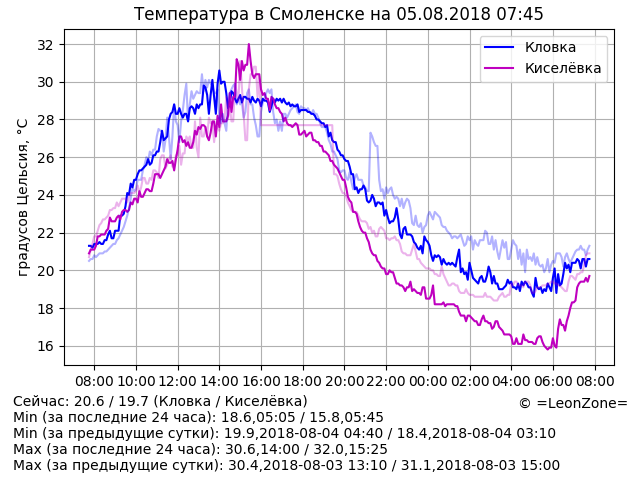 Температура в Смоленске на 05.08.2018 07:45
Кловка
Киселёвка
градусов Цельсия, °C
32
30
28
26
24
22
20
18
16
08:00 10:00 12:00 14:00 16:00 18:00 20:00 22:00 00:00 02:00 04:00 06:00 08:00
Сейчас: 20.6 / 19.7 (Кловка / Киселёвка)
© =LeonZone=
Min (за последние 24 часа): 18.6,05:05 / 15.8,05:45
Min (за предыдущие сутки): 19.9,2018-08-04 04:40 / 18.4,2018-08-04 03:10
Max (за последние 24 часа): 30.6,14:00 / 32.0,15:25
Max (за предыдущие сутки): 30.4,2018-08-03 13:10 / 31.1,2018-08-03 15:00